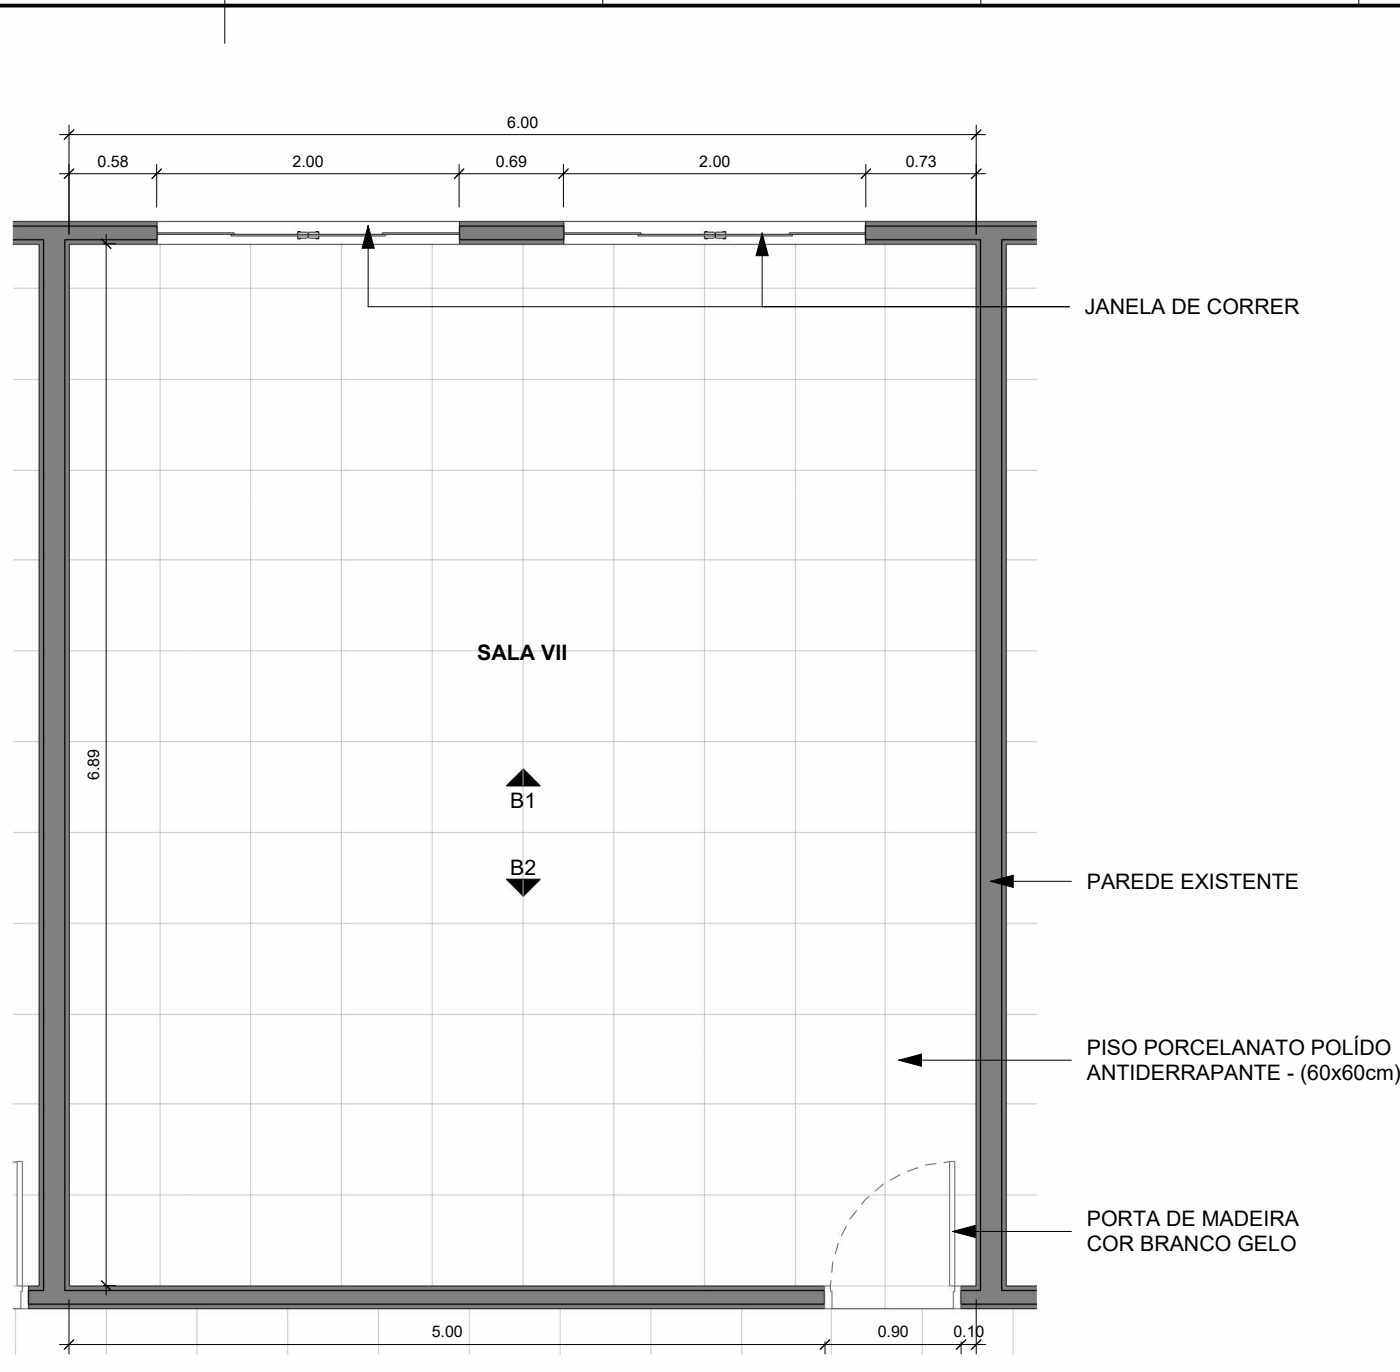 6.00
0.58 2.00 0.69 2.00 0.73
JANELA DE CORRER
SALA VII
6.89
B1
B2
PAREDE EXISTENTE
PISO PORCELANATO POLÍDO
ANTIDERRAPANTE - (60x60cm)
PORTA DE MADEIRA
COR BRANCO GELO
5.00 0.90 0.10